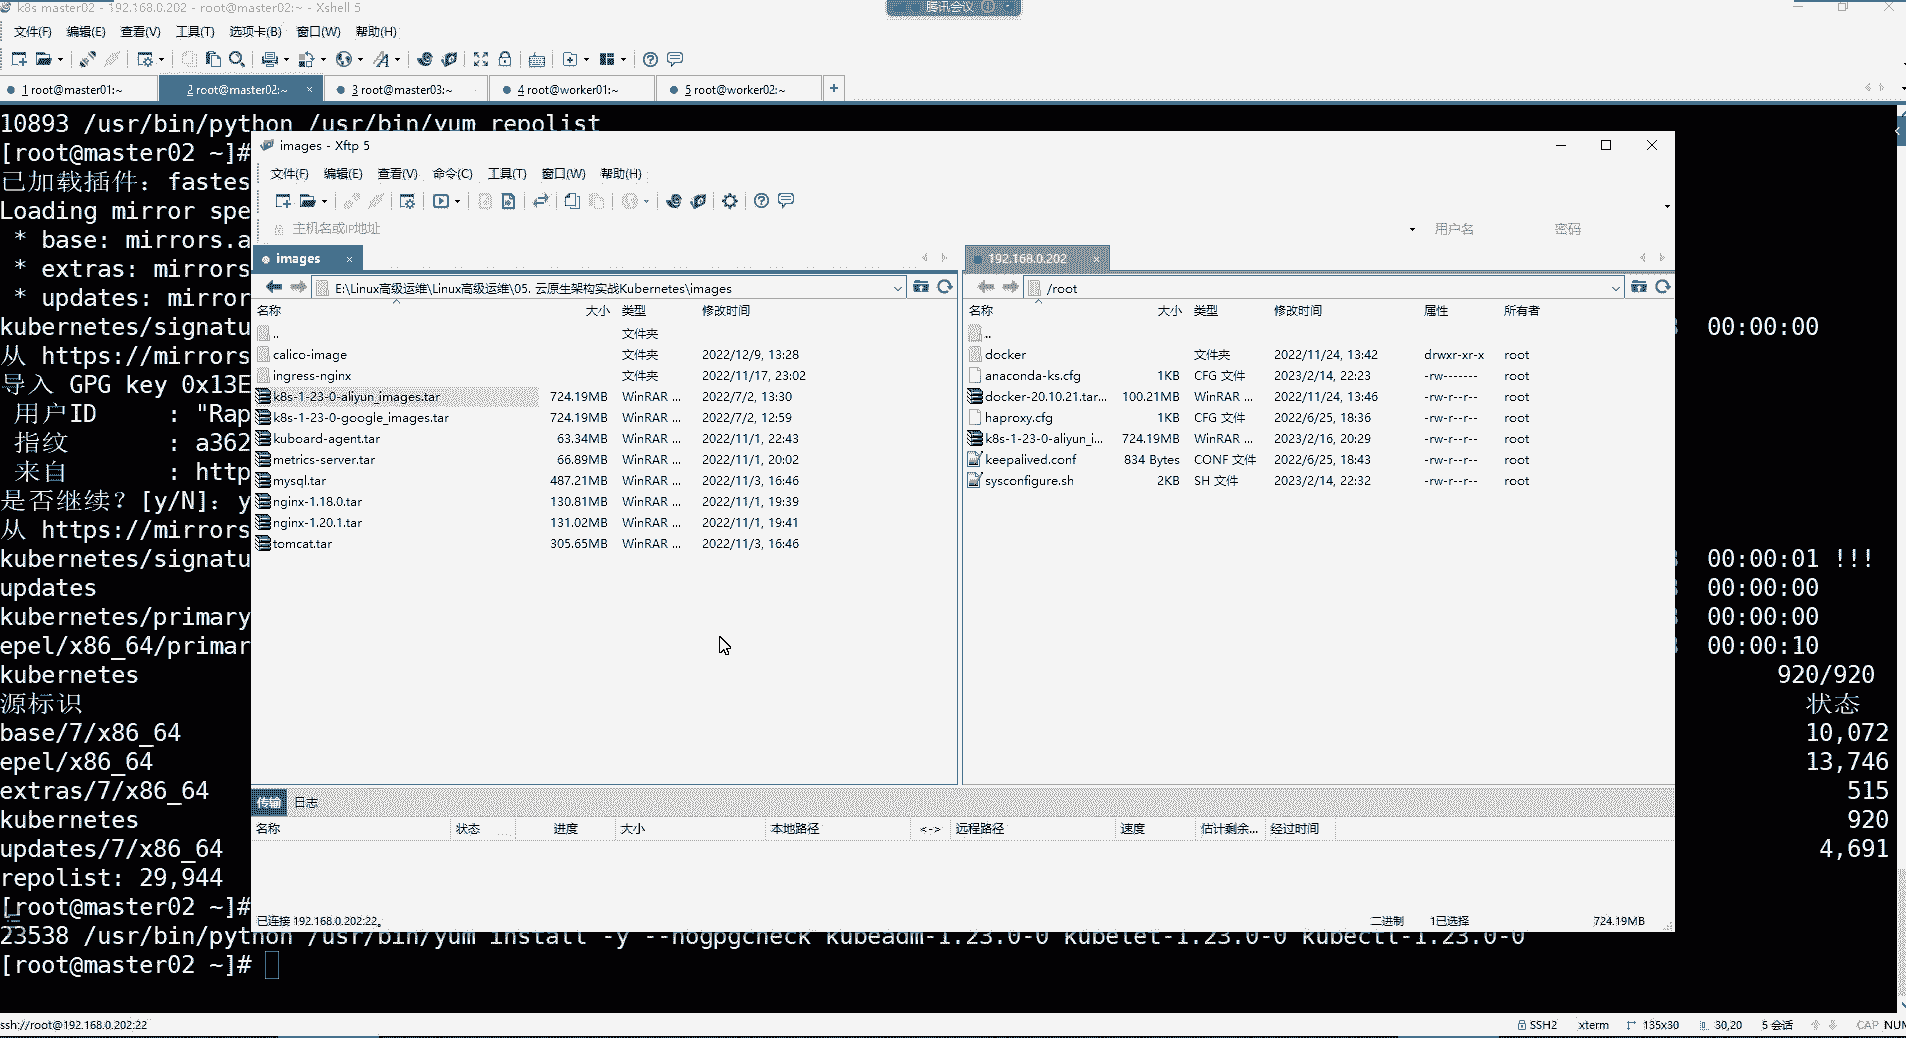 k8s master02 - 192.168.0.202 - root@master02:~ - Xshell 5
腾讯会议
文件(F) 编辑(E) 查看(V) 工具(T) 选项卡(B) 窗口(W) 帮助(H)
1 root@master01:~ 2 root@master02:~ × 3 root@master03:~ 4 root@worker01:~ 5 root@worker02:~ +
10893 /usr/bin/python /usr/bin/yum repolist
[root@master02 ~]#
已加载插件：fastes
Loading mirror spe
* base: mirrors.a
* extras: mirrors
* updates: mirror
kubernetes/signatu 00:00:00
从 https://mirrors
导入 GPG key 0x13E
用户ID : "Rap
指纹 : a362
来自 : http
是否继续？[y/N]：y
从 https://mirrors
kubernetes/signatu 00:00:01 !!!
updates 00:00:00
kubernetes/primary 00:00:00
epel/x86_64/primar 00:00:10
kubernetes 920/920
源标识 状态
base/7/x86_64 10,072
epel/x86_64 13,746
extras/7/x86_64 515
kubernetes 920
updates/7/x86_64 4,691
repolist: 29,944
[root@master02 ~]#
23538 /usr/bin/python /usr/bin/yum install -y --nogpgcheck kubeadm-1.23.0-0 kubelet-1.23.0-0 kubectl-1.23.0-0
[root@master02 ~]#
images - Xftp 5
文件(F) 编辑(E) 查看(V) 命令(C) 工具(T) 窗口(W) 帮助(H)
主机名或IP地址 用户名 密码
images ×
E:\Linux高级运维\Linux高级运维\05. 云原生架构实战Kubernetes\images
名称 大小 类型 修改时间
.. 文件夹
calico-image 文件夹 2022/12/9, 13:28
ingress-nginx 文件夹 2022/11/17, 23:02
k8s-1-23-0-aliyun_images.tar 724.19MB WinRAR ... 2022/7/2, 13:30
k8s-1-23-0-google_images.tar 724.19MB WinRAR ... 2022/7/2, 12:59
kuboard-agent.tar 63.34MB WinRAR ... 2022/11/1, 22:43
metrics-server.tar 66.89MB WinRAR ... 2022/11/1, 20:02
mysql.tar 487.21MB WinRAR ... 2022/11/3, 16:46
nginx-1.18.0.tar 130.81MB WinRAR ... 2022/11/1, 19:39
nginx-1.20.1.tar 131.02MB WinRAR ... 2022/11/1, 19:41
tomcat.tar 305.65MB WinRAR ... 2022/11/3, 16:46
192.168.0.202 ×
/root
名称 大小 类型 修改时间 属性 所有者
..
docker 文件夹 2022/11/24, 13:42 drwxr-xr-x root
anaconda-ks.cfg 1KB CFG 文件 2023/2/14, 22:23 -rw------- root
docker-20.10.21.tar... 100.21MB WinRAR ... 2022/11/24, 13:46 -rw-r--r-- root
haproxy.cfg 1KB CFG 文件 2022/6/25, 18:36 -rw-r--r-- root
k8s-1-23-0-aliyun_i... 724.19MB WinRAR ... 2023/2/16, 20:29 -rw-r--r-- root
keepalived.conf 834 Bytes CONF 文件 2022/6/25, 18:43 -rw-r--r-- root
sysconfigure.sh 2KB SH 文件 2023/2/14, 22:32 -rw-r--r-- root
传输 日志
名称 状态 进度 大小 本地路径 <-> 远程路径 速度 估计剩余... 经过时间
已连接 192.168.0.202:22。 二进制 1已选择 724.19MB
ssh://root@192.168.0.202:22 SSH2 xterm 135x30 30,20 5 会话 CAP NUM